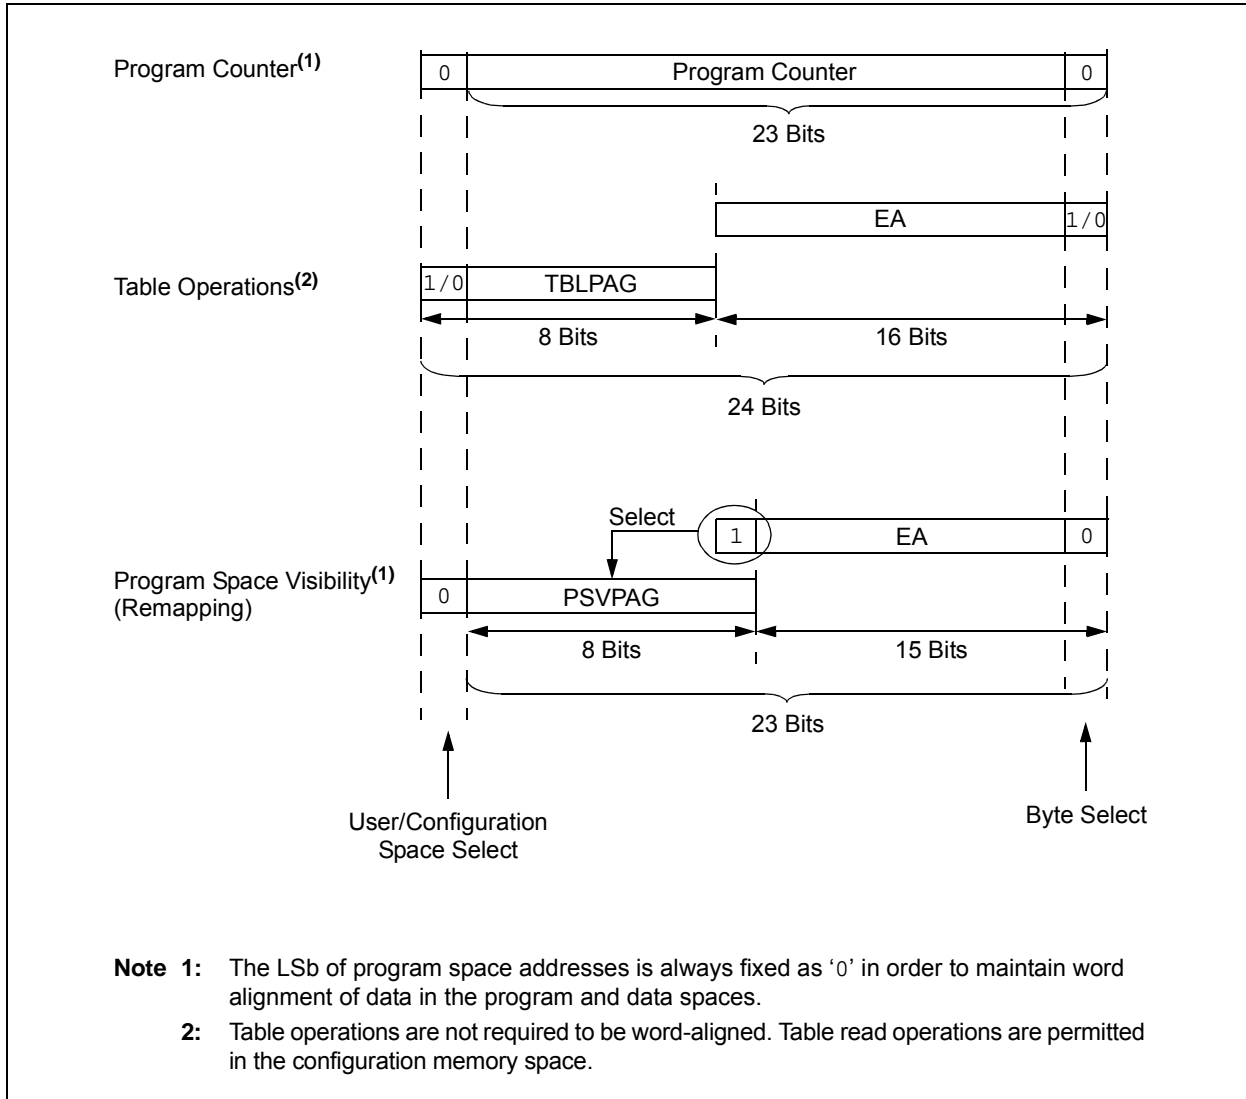 Program Counter(1)
0
Program Counter
0
23 Bits
EA
1/0
Table Operations(2)
1/0
TBLPAG
8 Bits
16 Bits
24 Bits
Select
1
EA
0
Program Space Visibility(1)
(Remapping)
0
PSVPAG
8 Bits
15 Bits
23 Bits
User/Configuration
Space Select
Byte Select
Note 1: The LSb of program space addresses is always fixed as ‘0’ in order to maintain word
alignment of data in the program and data spaces.
2: Table operations are not required to be word-aligned. Table read operations are permitted
in the configuration memory space.